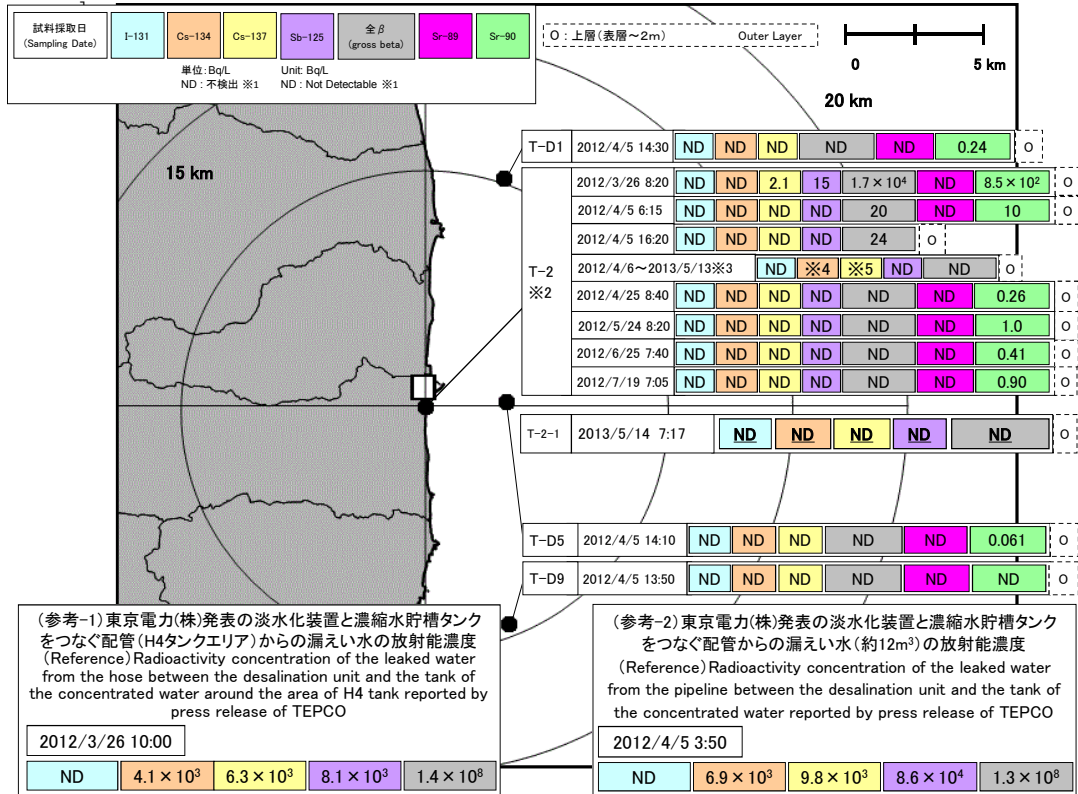 試料採取日
(Sampling Date)
I-131
Cs-134
Cs-137
Sb-125
全β
(gross beta)
Sr-89
Sr-90
単位:Bq/L
Unit: Bq/L
ND : 不検出 ※1
ND : Not Detectable ※1
O : 上層(表層～2m)
Outer Layer
0
5 km
20 km
15 km
T-D1 2012/4/5 14:30 ND ND ND ND ND 0.24 O
T-2
※2
2012/3/26 8:20 ND ND 2.1 15 1.7×10⁴ ND 8.5×10² O
2012/4/5 6:15 ND ND ND ND 20 ND 10 O
2012/4/5 16:20 ND ND ND ND 24 O
2012/4/6～2013/5/13※3 ND ※4 ※5 ND ND O
2012/4/25 8:40 ND ND ND ND ND ND 0.26 O
2012/5/24 8:20 ND ND ND ND ND ND 1.0 O
2012/6/25 7:40 ND ND ND ND ND ND 0.41 O
2012/7/19 7:05 ND ND ND ND ND ND 0.90 O
T-2-1 2013/5/14 7:17 ND ND ND ND ND O
T-D5 2012/4/5 14:10 ND ND ND ND ND 0.061 O
T-D9 2012/4/5 13:50 ND ND ND ND ND ND O
(参考-1)東京電力(株)発表の淡水化装置と濃縮水貯槽タンク
をつなぐ配管(H4タンクエリア)からの漏えい水の放射能濃度
(Reference)Radioactivity concentration of the leaked water
from the hose between the desalination unit and the tank of
the concentrated water around the area of H4 tank reported by
press release of TEPCO
2012/3/26 10:00
ND 4.1×10³ 6.3×10³ 8.1×10³ 1.4×10⁸
(参考-2)東京電力(株)発表の淡水化装置と濃縮水貯槽タンク
をつなぐ配管からの漏えい水(約12m³)の放射能濃度
(Reference)Radioactivity concentration of the leaked water
from the pipeline between the desalination unit and the tank of
the concentrated water reported by press release of TEPCO
2012/4/5 3:50
ND 6.9×10³ 9.8×10³ 8.6×10⁴ 1.3×10⁸